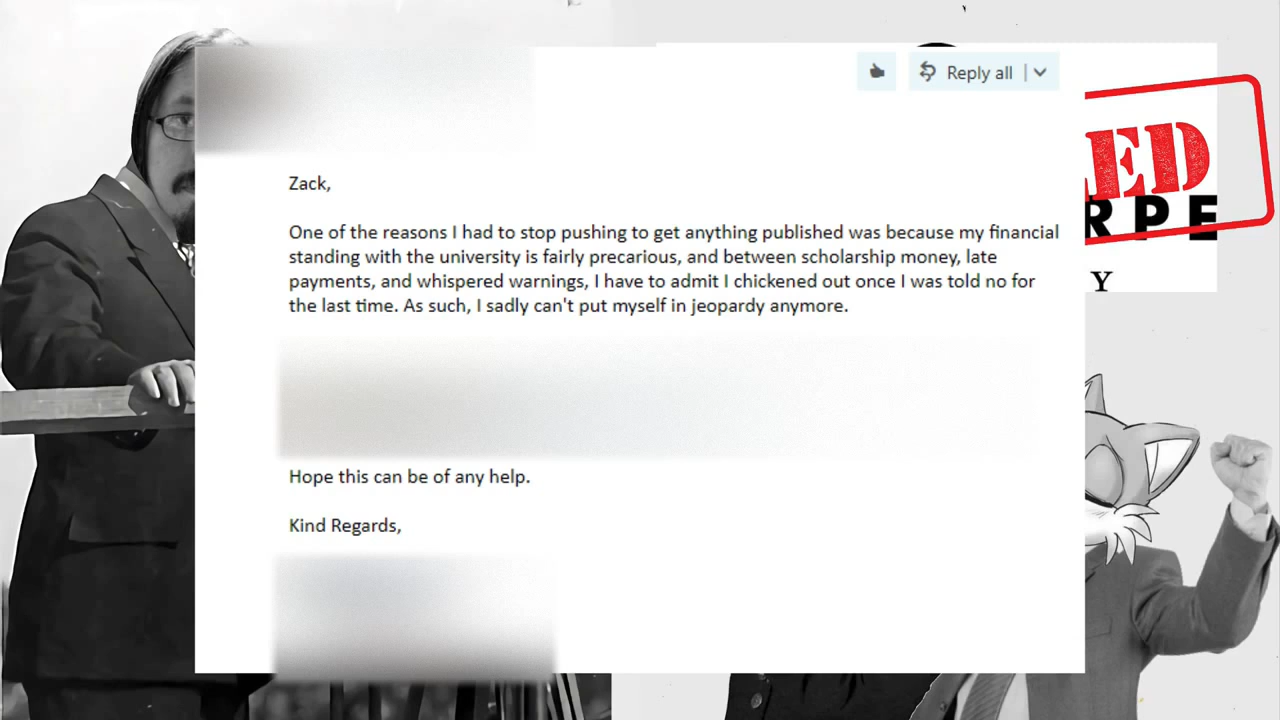 Reply all
ED
RPE
Y
Zack,
One of the reasons I had to stop pushing to get anything published was because my financial
standing with the university is fairly precarious, and between scholarship money, late
payments, and whispered warnings, I have to admit I chickened out once I was told no for
the last time. As such, I sadly can't put myself in jeopardy anymore.
Hope this can be of any help.
Kind Regards,